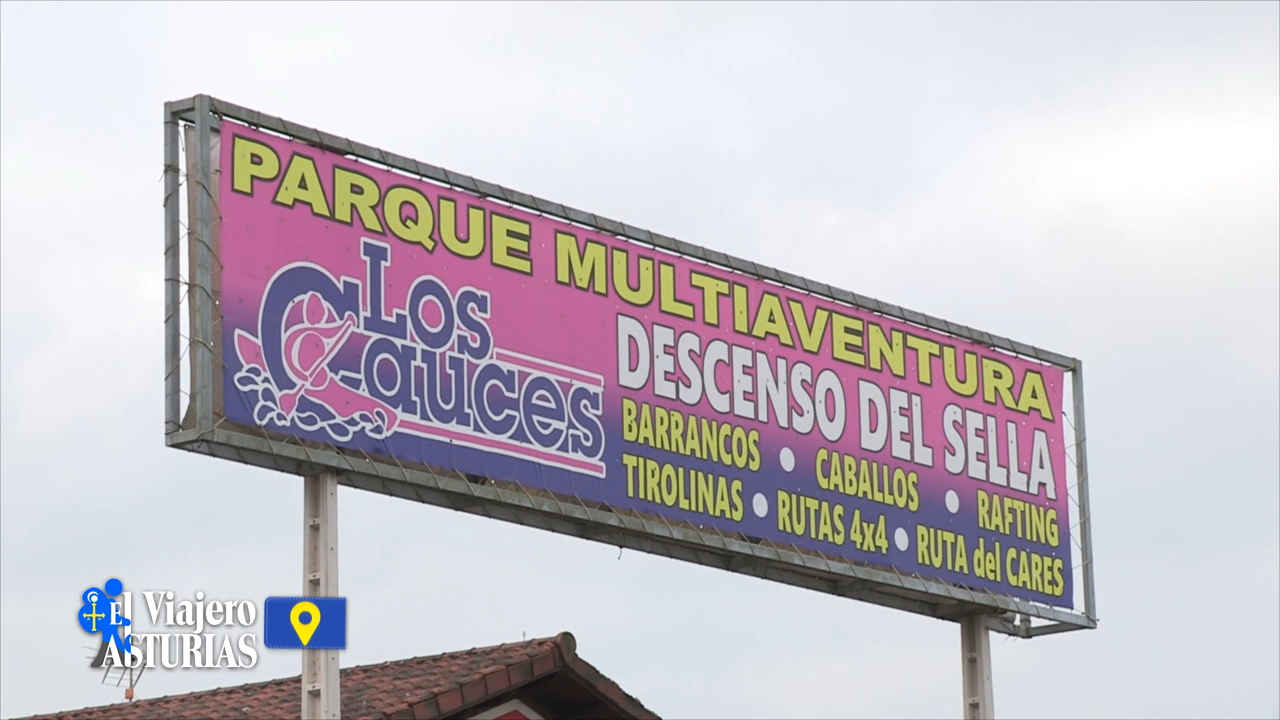 PARQUE MULTIAVENTURA
Los
Cauces
DESCENSO DEL SELLA
BARRANCOS • CABALLOS • RAFTING
TIROLINAS • RUTAS 4x4 • RUTA del CARES
El Viajero
ASTURIAS